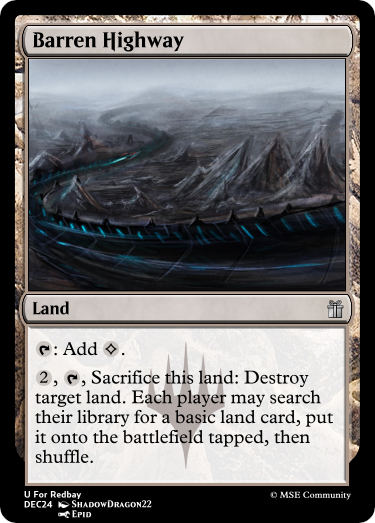 Barren Highway
Land
: Add .
2, , Sacrifice this land: Destroy
target land. Each player may search
their library for a basic land card, put
it onto the battlefield tapped, then
shuffle.
U For Redbay
DEC24 ShadowDragon22
Epid
© MSE Community